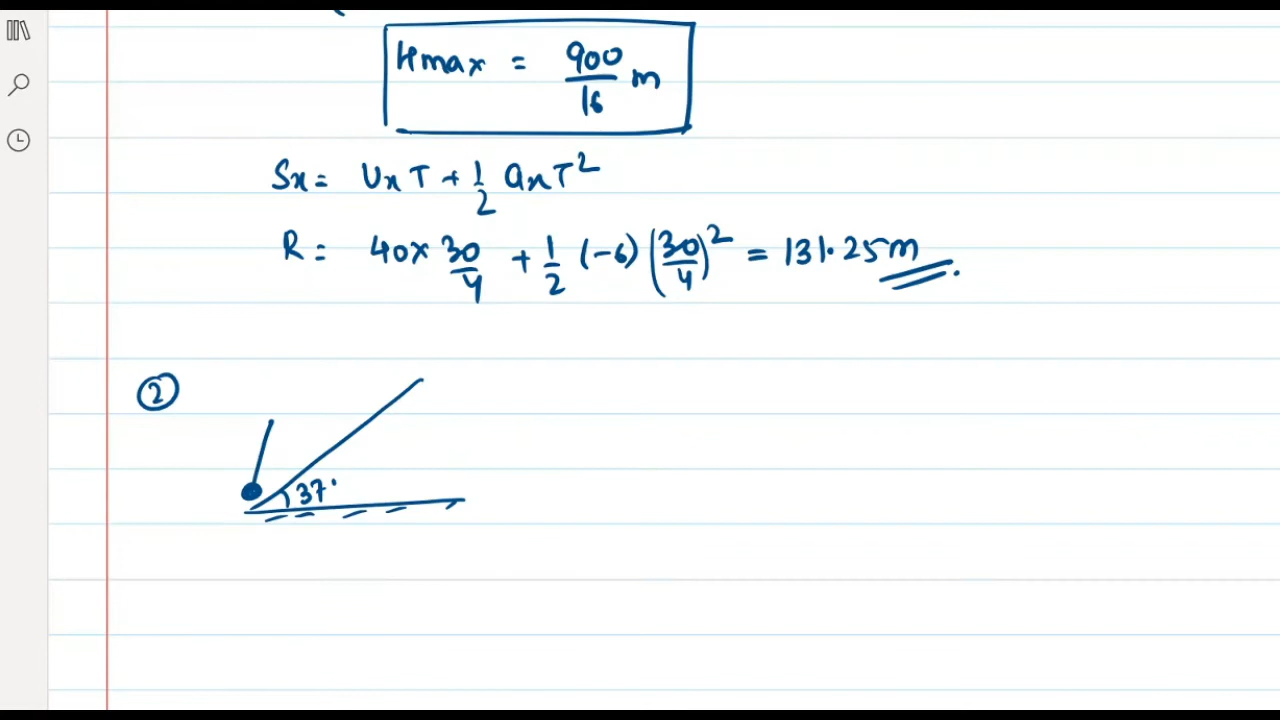 Hmax = 900/16 m
Sx = UxT + 1/2 axT²
R = 40x 30/4 + 1/2 (-6) (30/4)² = 131.25m
②
37°